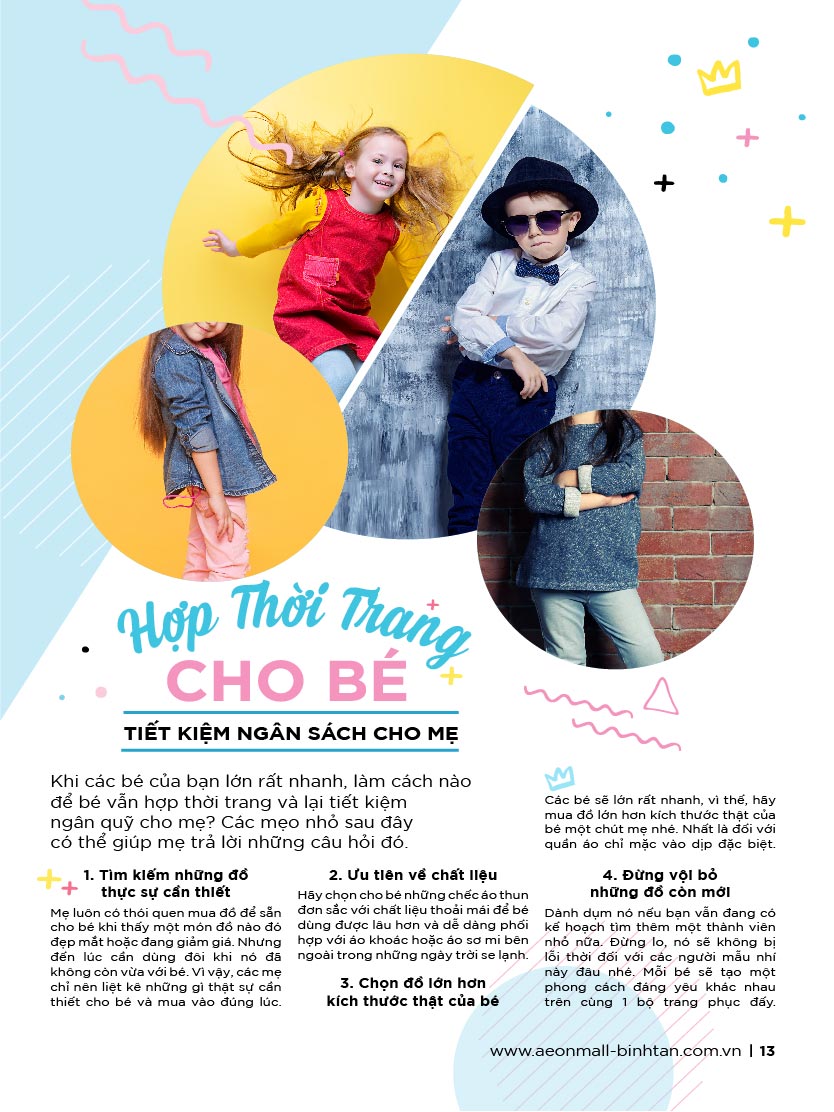 Hợp Thời Trang
CHO BÉ
TIẾT KIỆM NGÂN SÁCH CHO MẸ
Khi các bé của bạn lớn rất nhanh, làm cách nào
để bé vẫn hợp thời trang và lại tiết kiệm
ngân quỹ cho mẹ? Các mẹo nhỏ sau đây
có thể giúp mẹ trả lời những câu hỏi đó.
1. Tìm kiếm những đồ
thực sự cần thiết
Mẹ luôn có thói quen mua đồ để sẵn
cho bé khi thấy một món đồ nào đó
đẹp mắt hoặc đang giảm giá. Nhưng
đến lúc cần dùng đôi khi nó đã
không còn vừa với bé. Vì vậy, các mẹ
chỉ nên liệt kê những gì thật sự cần
thiết cho bé và mua vào đúng lúc.
2. Ưu tiên về chất liệu
Hãy chọn cho bé những chếc áo thun
đơn sắc với chất liệu thoải mái để bé
dùng được lâu hơn và dễ dàng phối
hợp với áo khoác hoặc áo sơ mi bên
ngoài trong những ngày trời se lạnh.
3. Chọn đồ lớn hơn
kích thước thật của bé
Các bé sẽ lớn rất nhanh, vì thế, hãy
mua đồ lớn hơn kích thước thật của
bé một chút mẹ nhé. Nhất là đối với
quần áo chỉ mặc vào dịp đặc biệt.
4. Đừng vội bỏ
những đồ còn mới
Dành dụm nó nếu bạn vẫn đang có
kế hoạch tìm thêm một thành viên
nhỏ nữa. Đừng lo, nó sẽ không bị
lỗi thời đối với các người mẫu nhí
này đâu nhé. Mỗi bé sẽ tạo một
phong cách đáng yêu khác nhau
trên cùng 1 bộ trang phục đấy.
www.aeonmall-binhtan.com.vn | 13